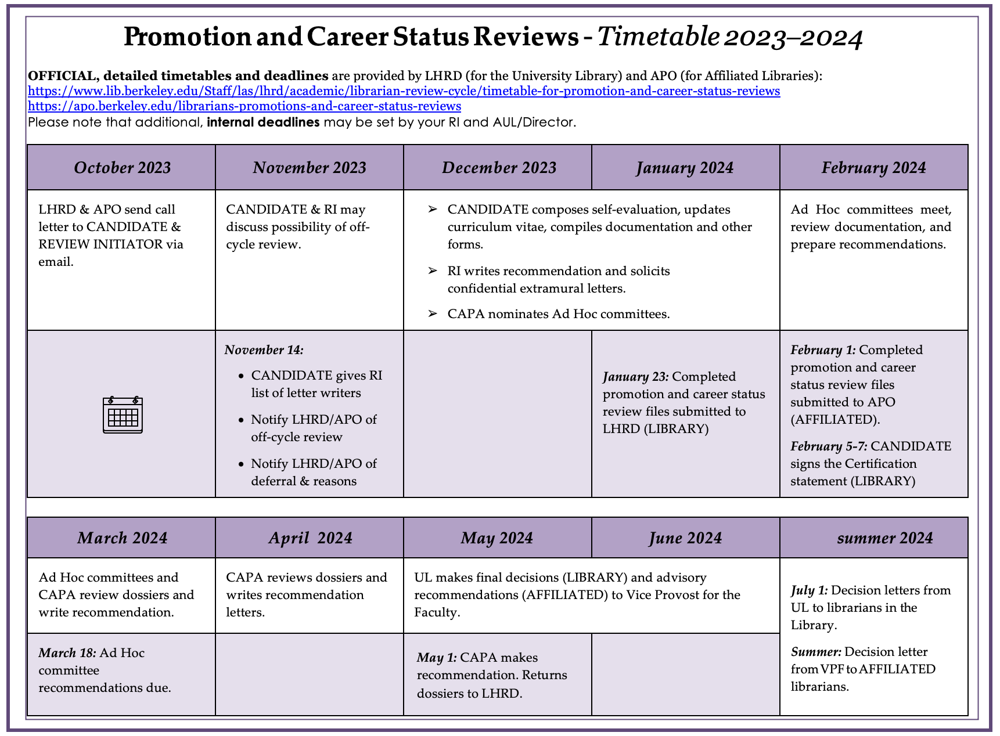 Promotion and Career Status Reviews - Timetable 2023–2024
OFFICIAL, detailed timetables and deadlines are provided by LHRD (for the University Library) and APO (for Affiliated Libraries):
https://www.lib.berkeley.edu/Staff/las/lhrd/academic/librarian-review-cycle/timetable-for-promotion-and-career-status-reviews
https://apo.berkeley.edu/librarians-promotions-and-career-status-reviews
Please note that additional, internal deadlines may be set by your RI and AUL/Director.
October 2023
November 2023
December 2023
January 2024
February 2024
LHRD & APO send call
letter to CANDIDATE &
REVIEW INITIATOR via
email.
CANDIDATE & RI may
discuss possibility of off-
cycle review.
➢ CANDIDATE composes self-evaluation, updates
curriculum vitae, compiles documentation and other
forms.
➢ RI writes recommendation and solicits
confidential extramural letters.
➢ CAPA nominates Ad Hoc committees.
Ad Hoc committees meet,
review documentation, and
prepare recommendations.
November 14:
• CANDIDATE gives RI
list of letter writers
• Notify LHRD/APO of
off-cycle review
• Notify LHRD/APO of
deferral & reasons
January 23: Completed
promotion and career status
review files submitted to
LHRD (LIBRARY)
February 1: Completed
promotion and career
status review files
submitted to APO
(AFFILIATED).
February 5-7: CANDIDATE
signs the Certification
statement (LIBRARY)
March 2024
April 2024
May 2024
June 2024
summer 2024
Ad Hoc committees and
CAPA review dossiers and
write recommendation.
CAPA reviews dossiers and
writes recommendation
letters.
UL makes final decisions (LIBRARY) and advisory
recommendations (AFFILIATED) to Vice Provost for the
Faculty.
July 1: Decision letters from
UL to librarians in the
Library.
Summer: Decision letter
from VPF to AFFILIATED
librarians.
March 18: Ad Hoc
committee
recommendations due.
May 1: CAPA makes
recommendation. Returns
dossiers to LHRD.